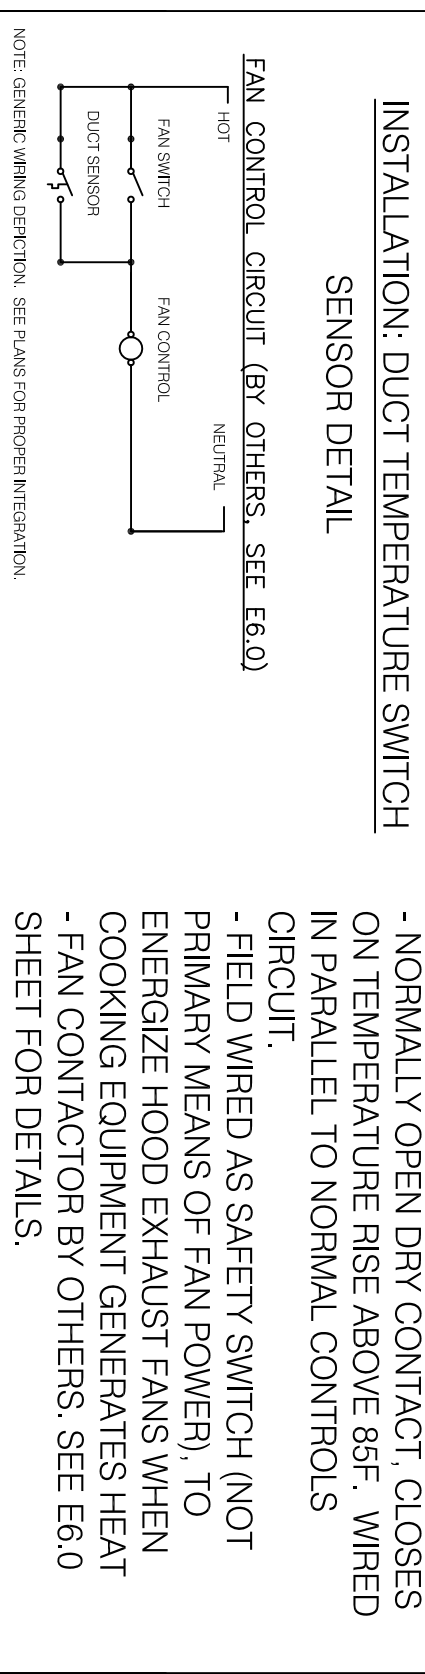 INSTALLATION: DUCT TEMPERATURE SWITCH
SENSOR DETAIL
FAN CONTROL CIRCUIT (BY OTHERS, SEE E6.0)
HOT
NEUTRAL
FAN SWITCH
FAN CONTROL
DUCT SENSOR
NOTE: GENERIC WIRING DEPICTION. SEE PLANS FOR PROPER INTEGRATION.
- NORMALLY OPEN DRY CONTACT, CLOSES
ON TEMPERATURE RISE ABOVE 85F. WIRED
IN PARALLEL TO NORMAL CONTROLS
CIRCUIT.
- FIELD WIRED AS SAFETY SWITCH (NOT
PRIMARY MEANS OF FAN POWER), TO
ENERGIZE HOOD EXHAUST FANS WHEN
COOKING EQUIPMENT GENERATES HEAT
- FAN CONTACTOR BY OTHERS. SEE E6.0
SHEET FOR DETAILS.